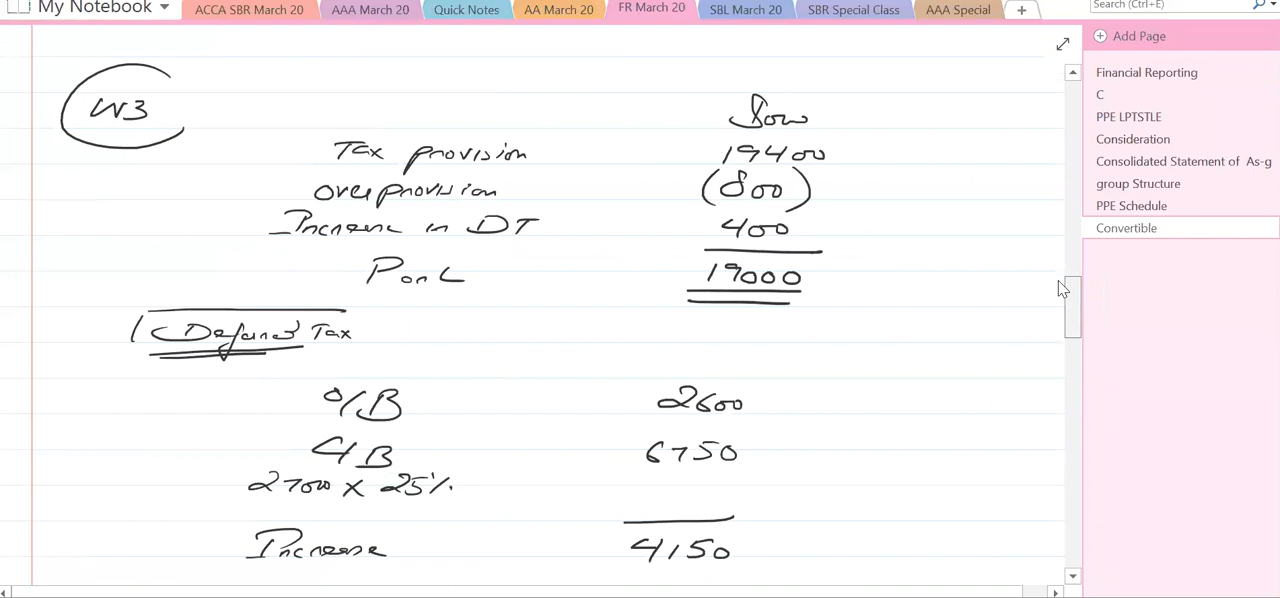 My Notebook
ACCA SBR March 20
AAA March 20
Quick Notes
AA March 20
FR March 20
SBL March 20
SBR Special Class
AAA Special
Search (Ctrl+E)
Add Page
Financial Reporting
C
PPE LPTSTLE
Consideration
Consolidated Statement of As-g
group Structure
PPE Schedule
Convertible
W3
Tax provision 19400
over provision (800)
Increase in DT 400
P or L 19000
Deferred Tax
O/B 2600
C/B 6750
27000 X 25%
Increase 4150